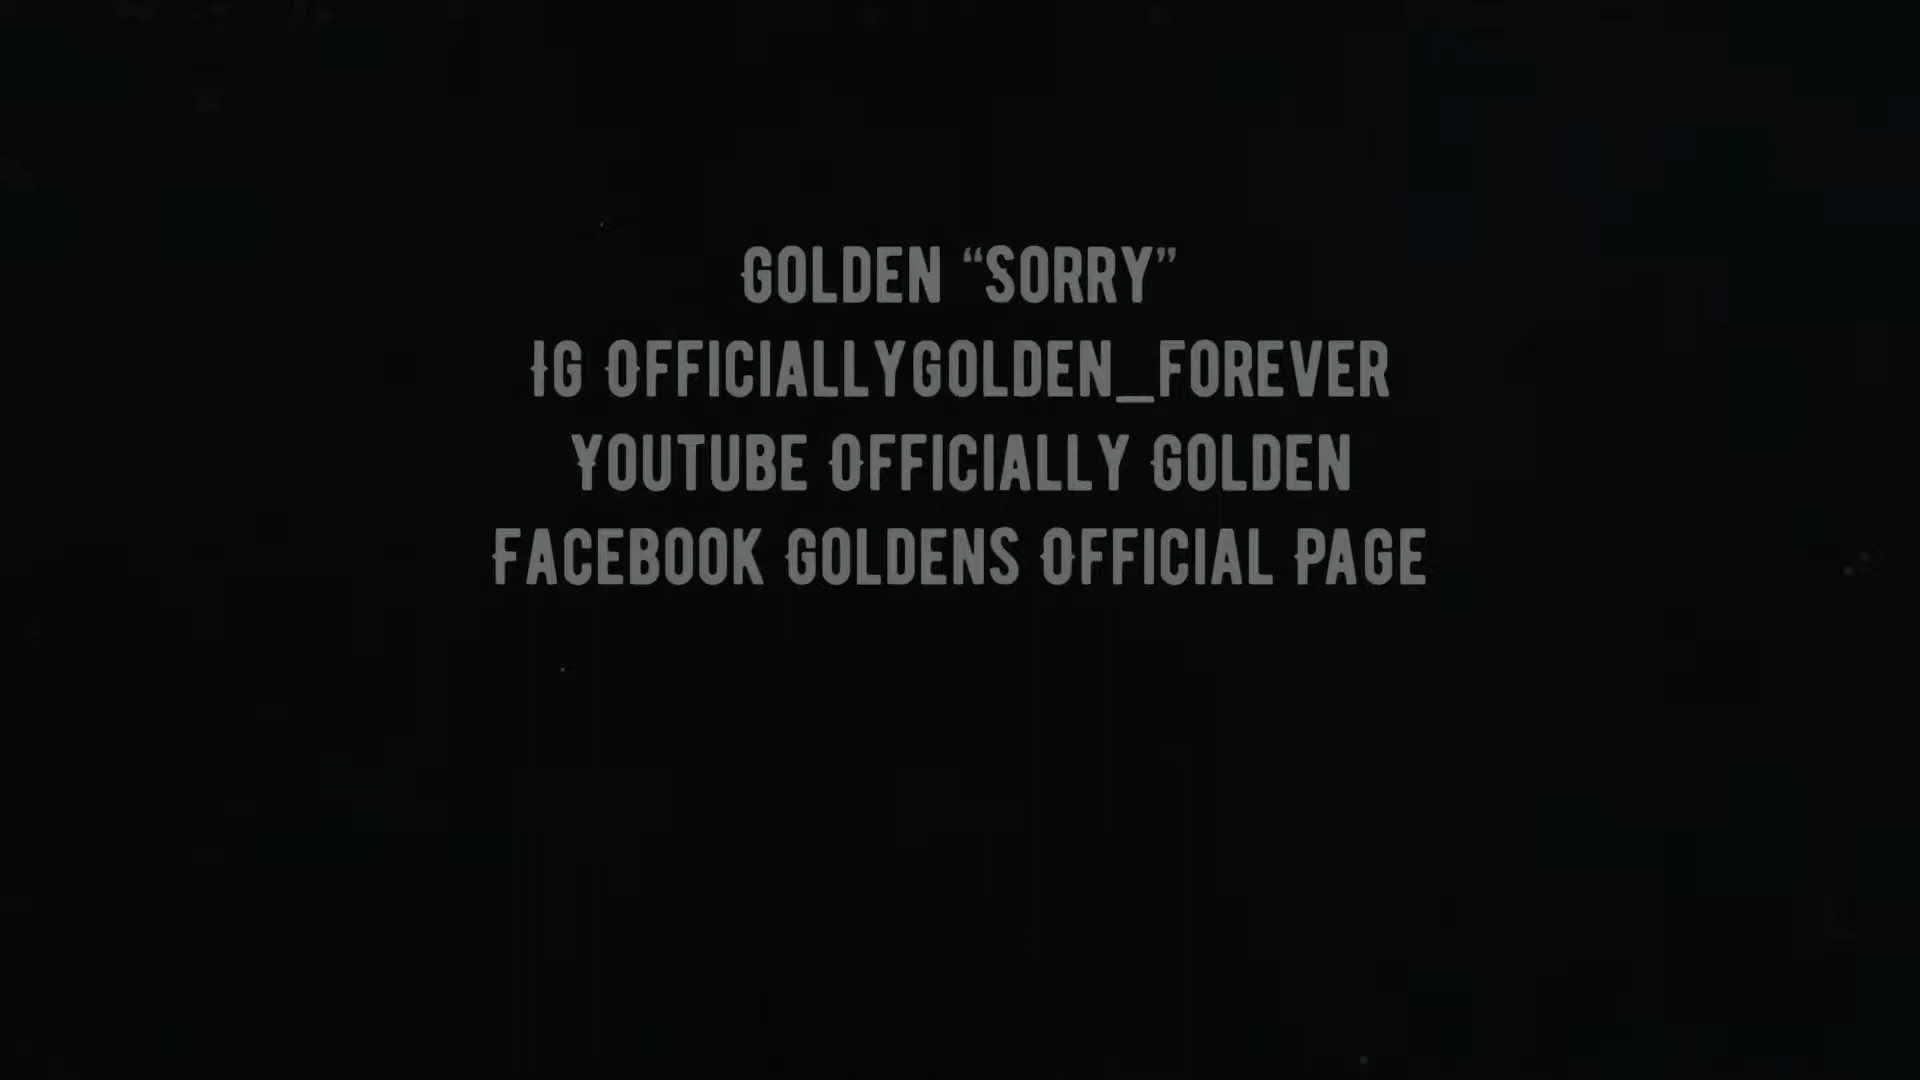 Golden “Sorry”
Ig Officiallygolden_forever
Youtube Officially Golden
Facebook Goldens Official Page